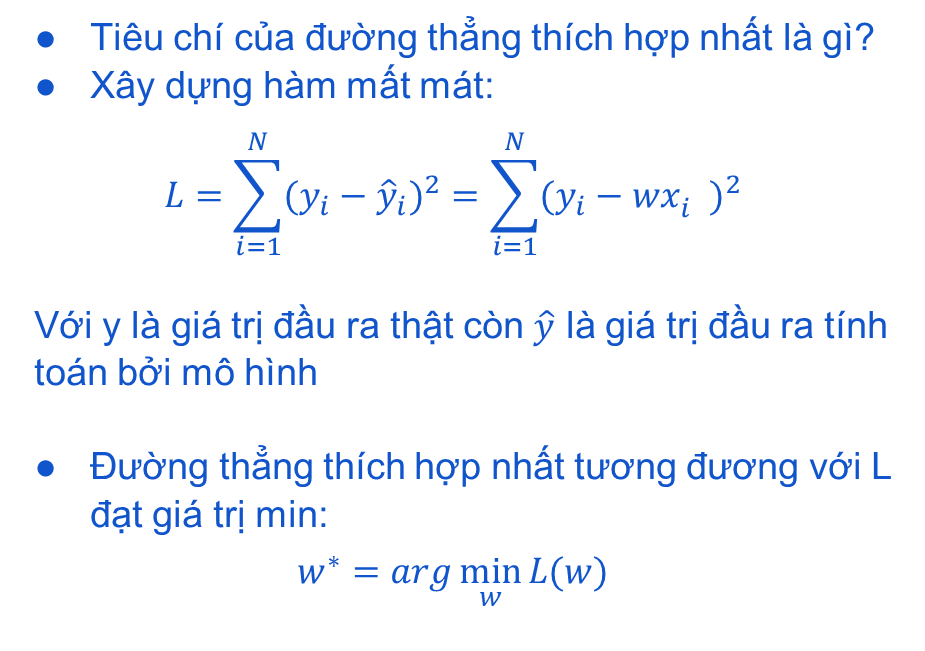 ● Tiêu chí của đường thẳng thích hợp nhất là gì?
● Xây dựng hàm mất mát:
L = ∑_{i=1}^{N} (y_i − ŷ_i)² = ∑_{i=1}^{N} (y_i − wx_i )²
Với y là giá trị đầu ra thật còn ŷ là giá trị đầu ra tính
toán bởi mô hình
● Đường thẳng thích hợp nhất tương đương với L
đạt giá trị min:
w* = arg min_w L(w)